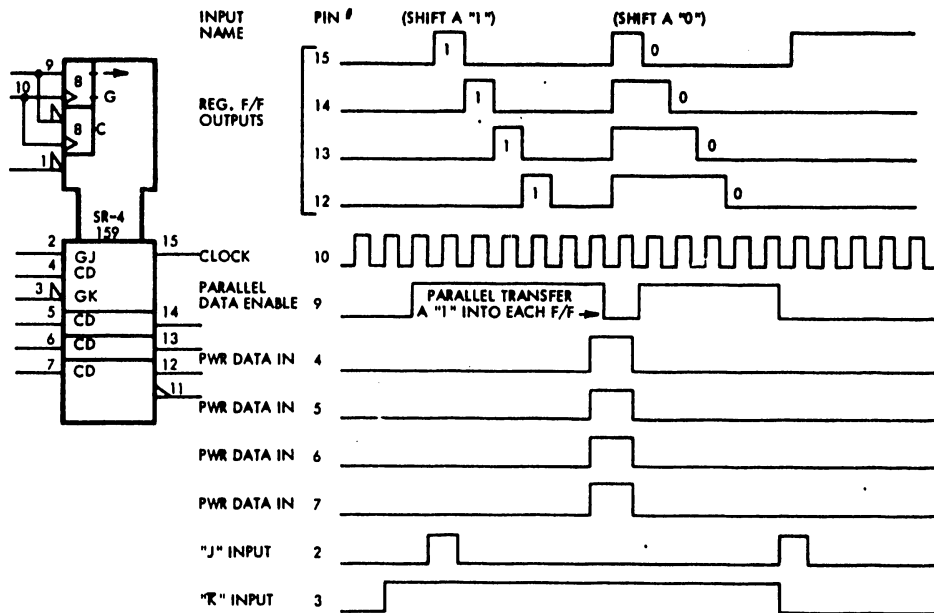 INPUT NAME
PIN #
(SHIFT A "1")
(SHIFT A "0")
REG. F/F OUTPUTS
15
1
0
14
1
0
13
1
0
12
1
0
9
8
10
G
8
C
1
SR-4
159
2
15
GJ
4
CD
3
GK
5
CD
14
6
CD
13
7
CD
12
11
CLOCK 10
PARALLEL DATA ENABLE 9
PARALLEL TRANSFER
A "1" INTO EACH F/F
PWR DATA IN 4
PWR DATA IN 5
PWR DATA IN 6
PWR DATA IN 7
"J" INPUT 2
"K̅" INPUT 3